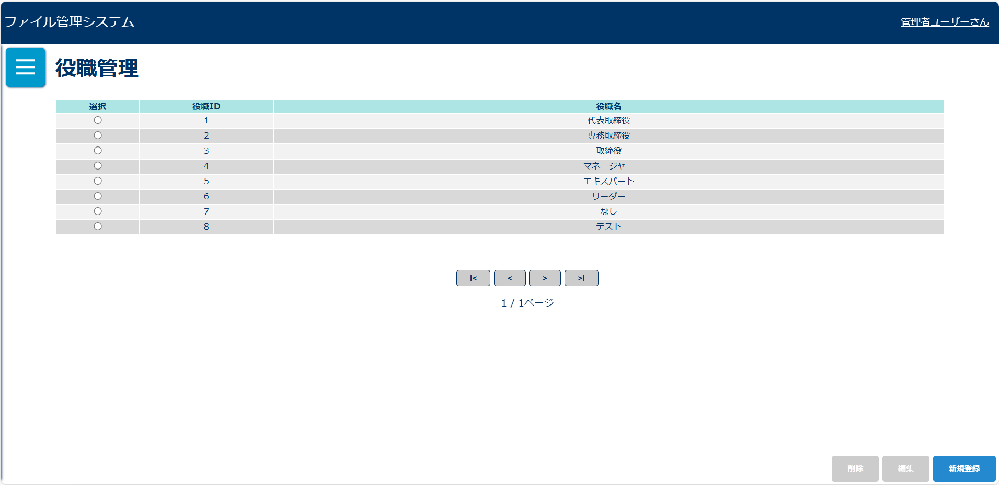 ファイル管理システム 管理者ユーザーさん
役職管理
選択 役職ID 役職名
1 代表取締役
2 専務取締役
3 取締役
4 マネージャー
5 エキスパート
6 リーダー
7 なし
8 テスト
|< < > >|
1 / 1ページ
削除 編集 新規登録